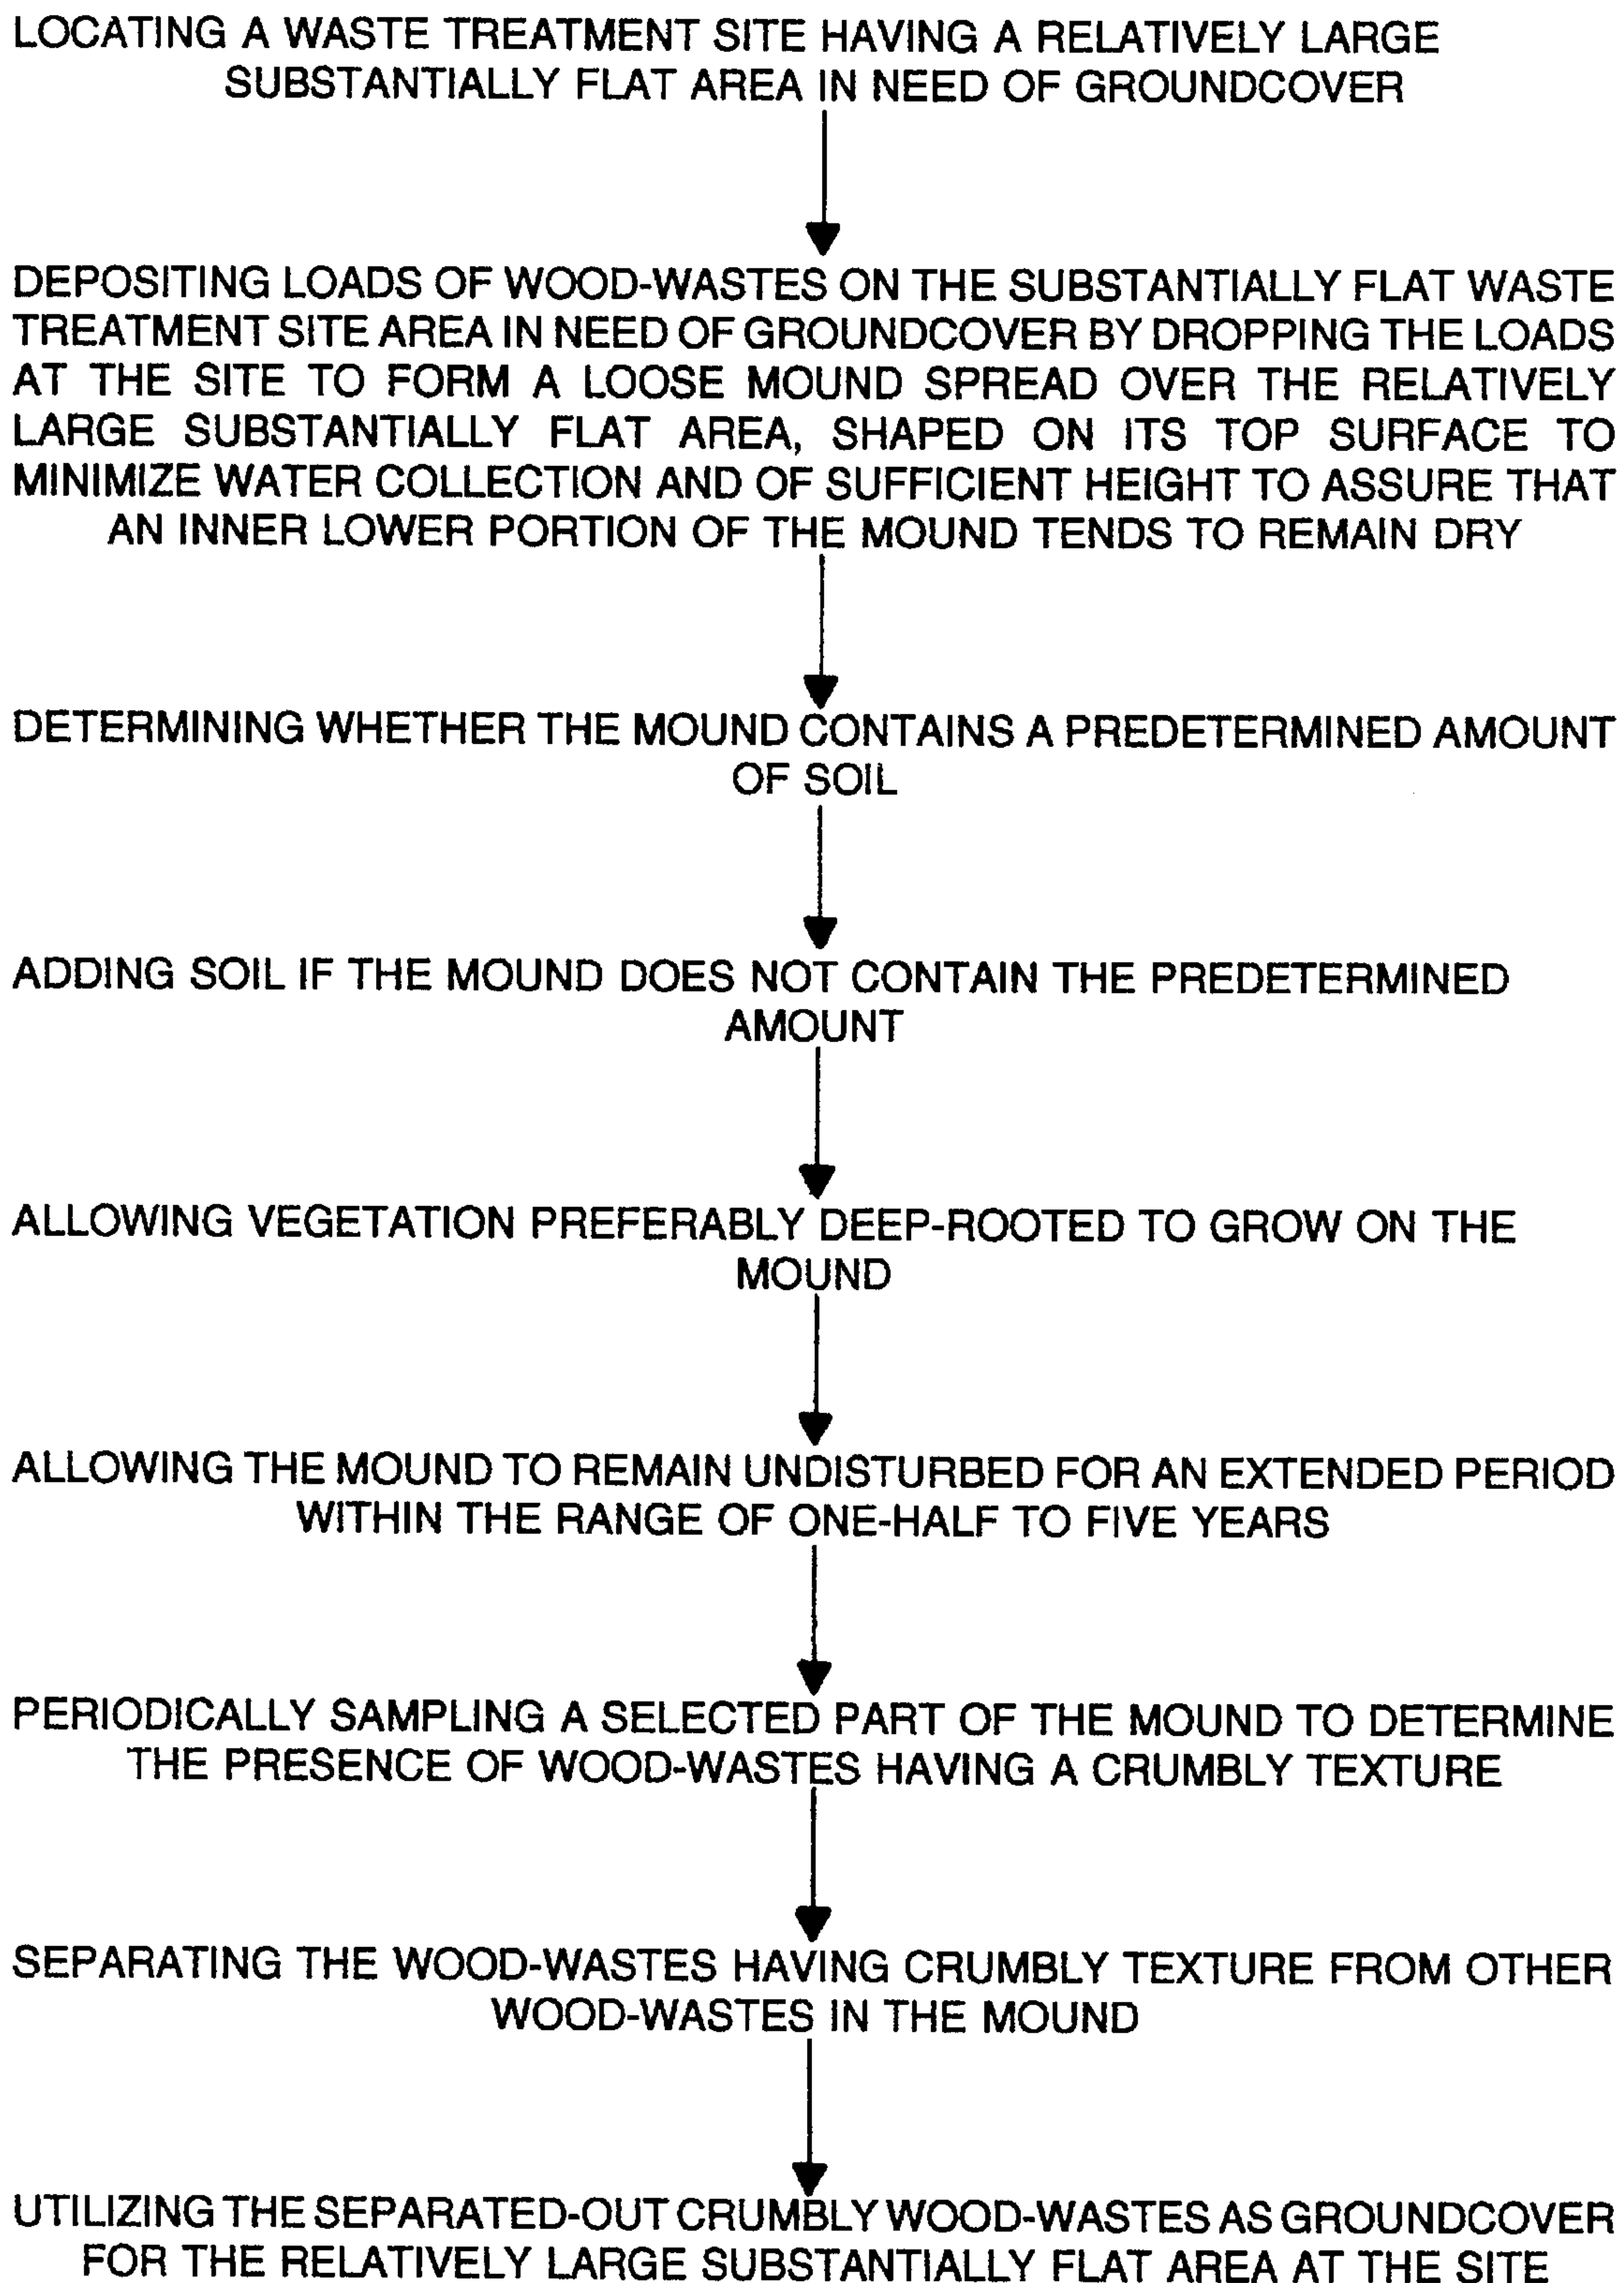 LOCATING A WASTE TREATMENT SITE HAVING A RELATIVELY LARGE
SUBSTANTIALLY FLAT AREA IN NEED OF GROUNDCOVER
DEPOSITING LOADS OF WOOD-WASTES ON THE SUBSTANTIALLY FLAT WASTE
TREATMENT SITE AREA IN NEED OF GROUNDCOVER BY DROPPING THE LOADS
AT THE SITE TO FORM A LOOSE MOUND SPREAD OVER THE RELATIVELY
LARGE SUBSTANTIALLY FLAT AREA, SHAPED ON ITS TOP SURFACE TO
MINIMIZE WATER COLLECTION AND OF SUFFICIENT HEIGHT TO ASSURE THAT
AN INNER LOWER PORTION OF THE MOUND TENDS TO REMAIN DRY
DETERMINING WHETHER THE MOUND CONTAINS A PREDETERMINED AMOUNT
OF SOIL
ADDING SOIL IF THE MOUND DOES NOT CONTAIN THE PREDETERMINED
AMOUNT
ALLOWING VEGETATION PREFERABLY DEEP-ROOTED TO GROW ON THE
MOUND
ALLOWING THE MOUND TO REMAIN UNDISTURBED FOR AN EXTENDED PERIOD
WITHIN THE RANGE OF ONE-HALF TO FIVE YEARS
PERIODICALLY SAMPLING A SELECTED PART OF THE MOUND TO DETERMINE
THE PRESENCE OF WOOD-WASTES HAVING A CRUMBLY TEXTURE
SEPARATING THE WOOD-WASTES HAVING CRUMBLY TEXTURE FROM OTHER
WOOD-WASTES IN THE MOUND
UTILIZING THE SEPARATED-OUT CRUMBLY WOOD-WASTES AS GROUNDCOVER
FOR THE RELATIVELY LARGE SUBSTANTIALLY FLAT AREA AT THE SITE